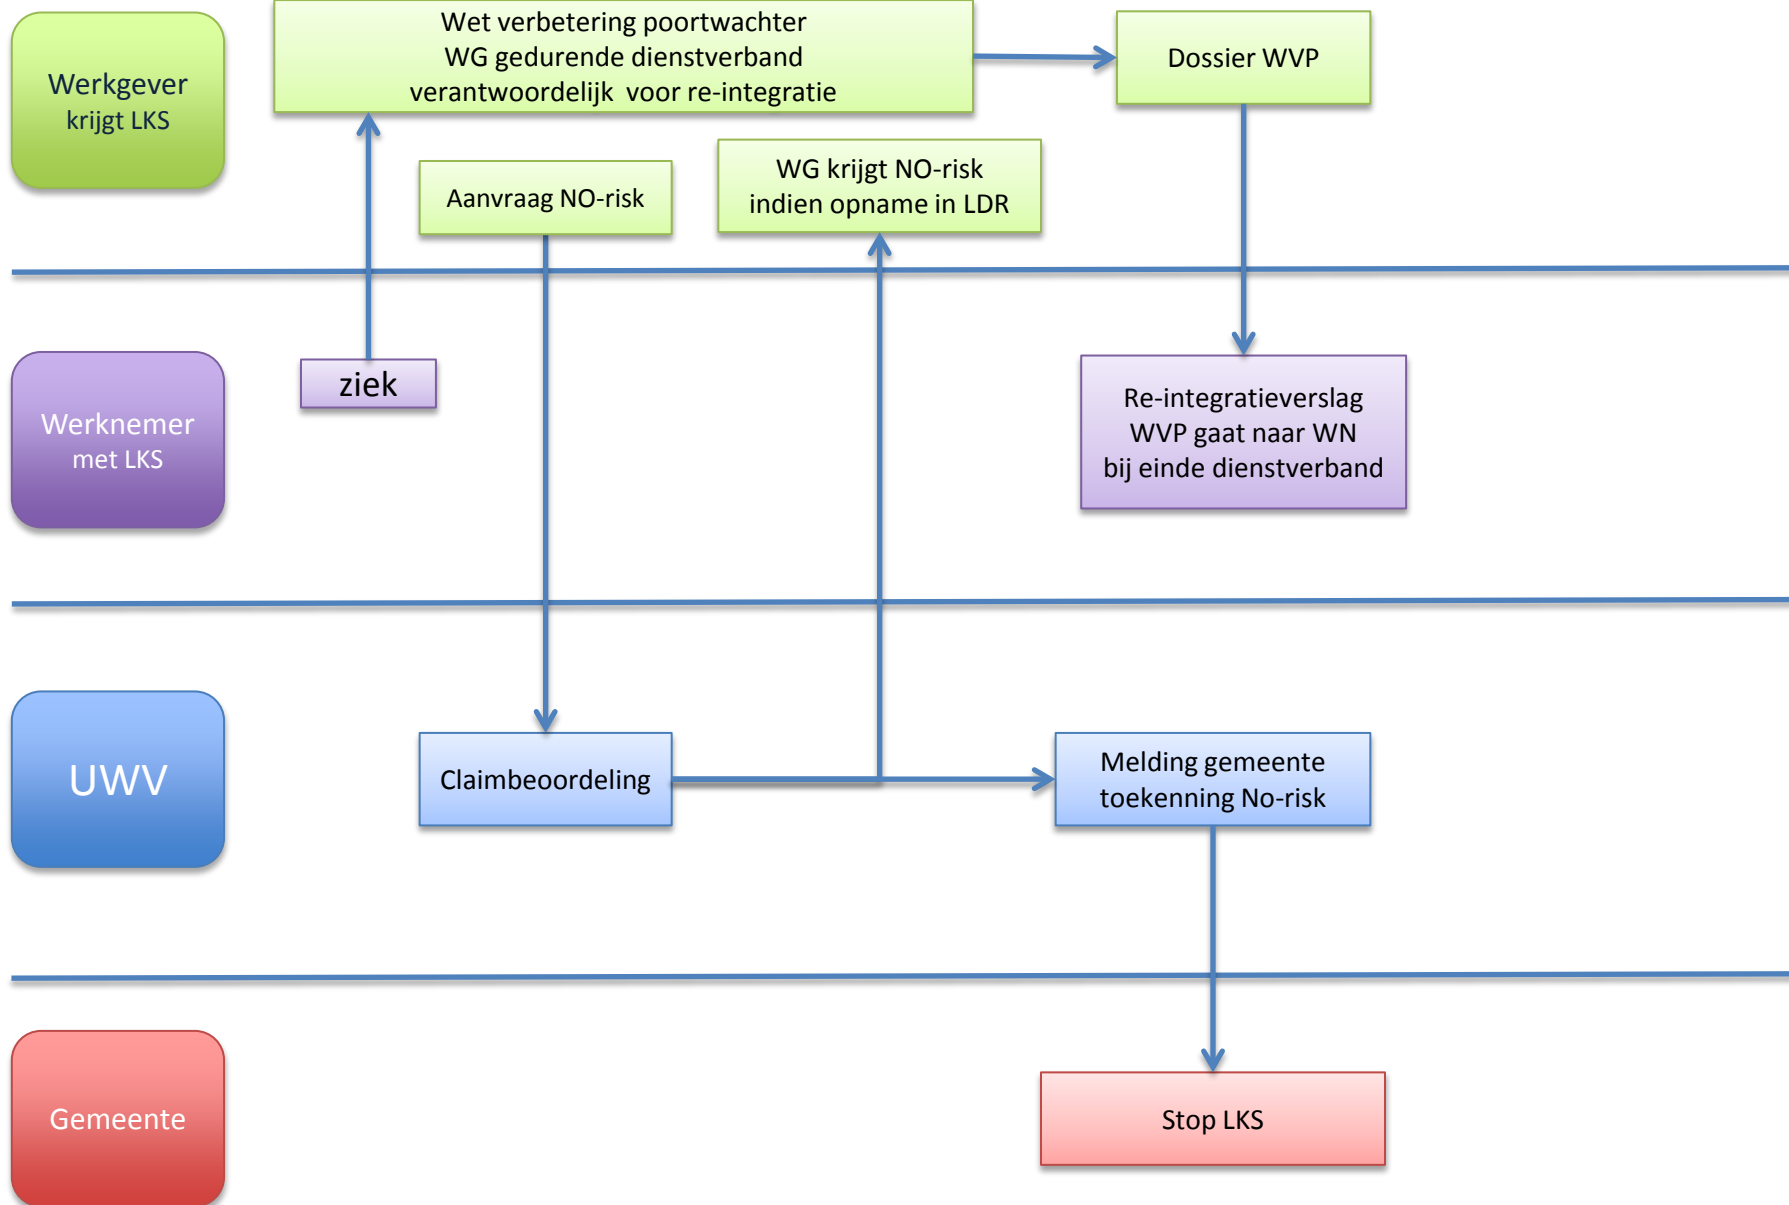 Werkgever
krijgt LKS
Wet verbetering poortwachter
WG gedurende dienstverband
verantwoordelijk voor re-integratie
Dossier WVP
Aanvraag NO-risk
WG krijgt NO-risk
indien opname in LDR
Werknemer
met LKS
ziek
Re-integratieverslag
WVP gaat naar WN
bij einde dienstverband
UWV
Claimbeoordeling
Melding gemeente
toekenning No-risk
Gemeente
Stop LKS